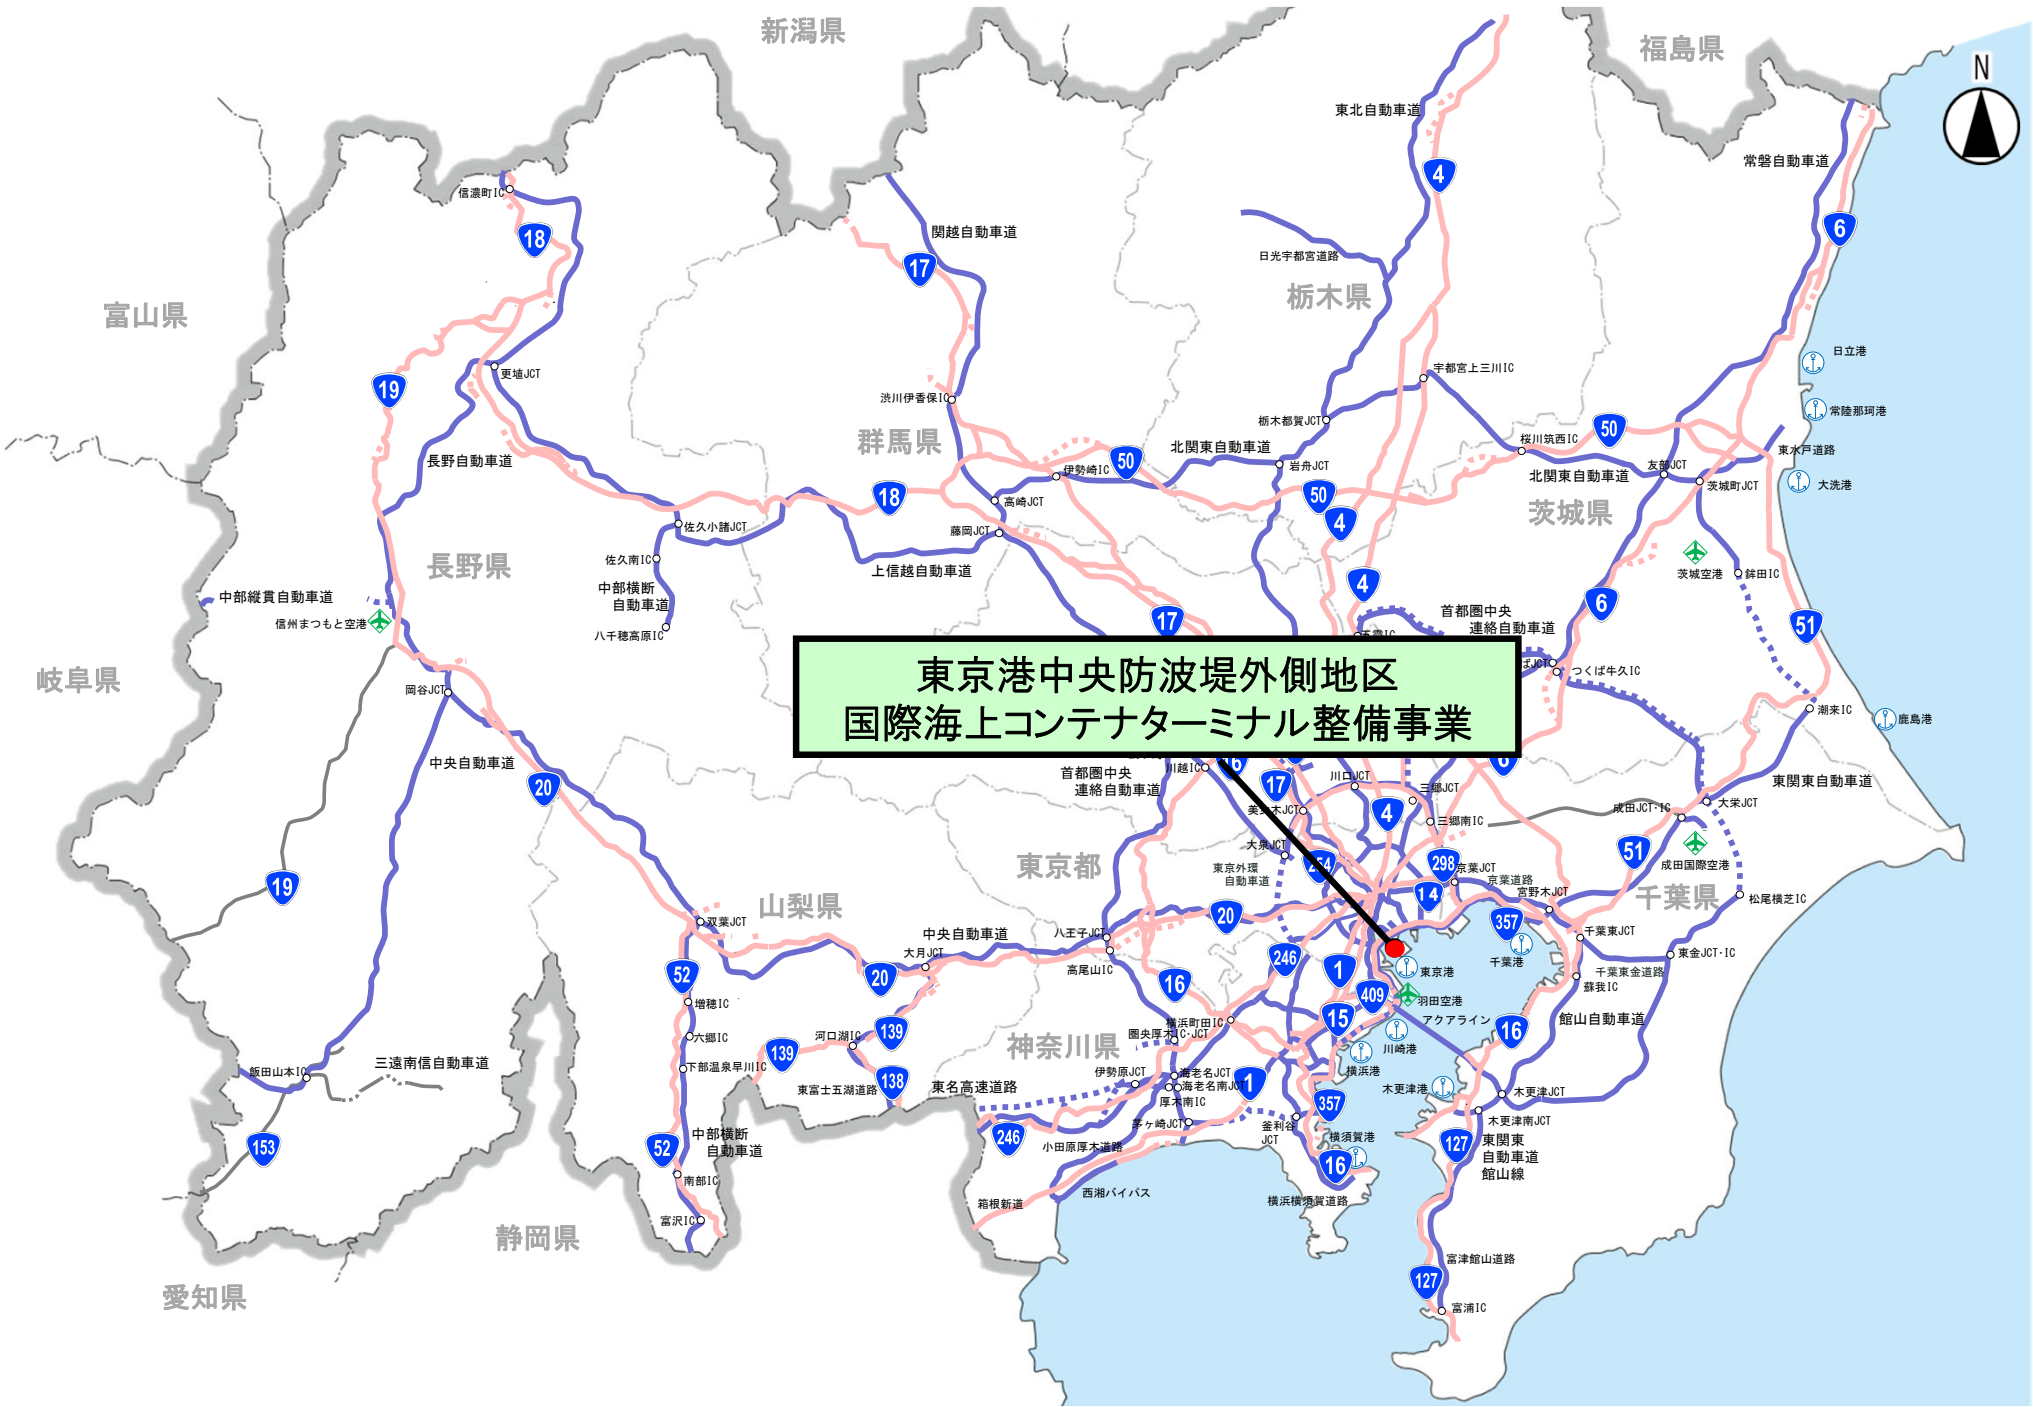 新潟県
福島県
N
東北自動車道
常磐自動車道
4
信濃町IC
18
関越自動車道
6
17
日光宇都宮道路
栃木県
富山県
日立港
更埴JCT
宇都宮上三川IC
19
渋川伊香保IC
常陸那珂港
栃木都賀JCT
群馬県
50
桜川筑西IC
北関東自動車道
東水戸道路
長野自動車道
50
伊勢崎IC
岩舟JCT
北関東自動車道
友部JCT
茨城町JCT
大洗港
18
高崎JCT
50
茨城県
佐久小諸JCT
藤岡JCT
4
佐久南IC
長野県
上信越自動車道
茨城空港
鉾田IC
中部横断
自動車道
4
中部縦貫自動車道
6
首都圏中央
連絡自動車道
信州まつもと空港
17
51
八千穂高原IC
五霞IC
東京港中央防波堤外側地区
国際海上コンテナターミナル整備事業
ばJCT
つくば牛久IC
岐阜県
岡谷JCT
潮来IC
鹿島港
中央自動車道
20
首都圏中央
連絡自動車道
川越IC
16
17
川口JCT
三郷JCT
6
東関東自動車道
美女木JCT
4
三郷南IC
成田JCT・IC
大栄JCT
大泉JCT
東京都
東京外環
自動車道
254
298
京葉JCT
51
成田国際空港
19
山梨県
14
京葉道路
宮野木JCT
千葉県
松尾横芝IC
双葉JCT
20
357
中央自動車道
八王子JCT
千葉東JCT
大月JCT
高尾山IC
246
1
東京港
千葉港
東金JCT・IC
52
20
16
千葉東金道路
蘇我IC
増穂IC
409
羽田空港
六郷IC
河口湖IC
139
横浜町田IC
15
アクアライン
16
館山自動車道
139
神奈川県
圏央厚木IC・JCT
川崎港
横浜港
三遠南信自動車道
飯田山本IC
下部温泉早川IC
東富士五湖道路
138
東名高速道路
伊勢原JCT
海老名JCT
海老名南JCT
1
木更津港
木更津JCT
厚木南IC
357
茅ヶ崎JCT
釜利谷
JCT
木更津南JCT
153
52
中部横断
自動車道
246
小田原厚木道路
横須賀港
127
東関東
自動車道
館山線
南部IC
西湘バイパス
16
箱根新道
横浜横須賀道路
富沢IC
静岡県
富津館山道路
愛知県
127
富浦IC